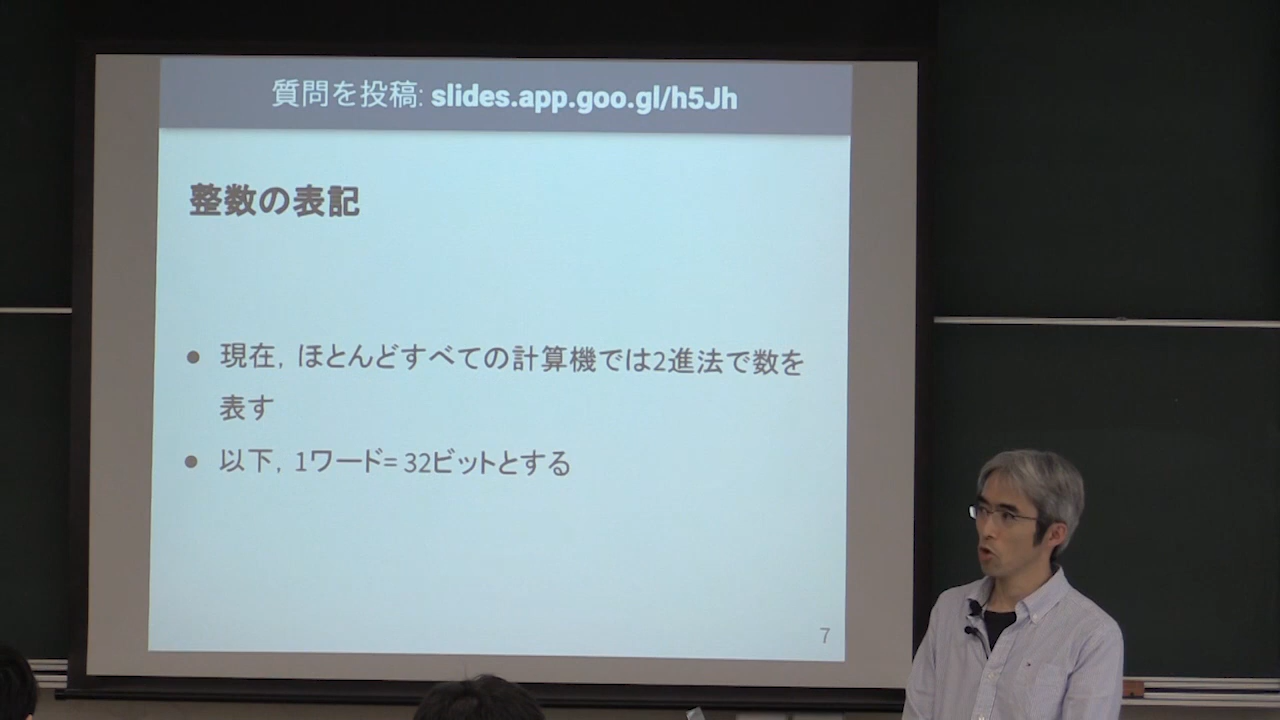 質問を投稿: slides.app.goo.gl/h5Jh
整数の表記
● 現在, ほとんどすべての計算機では2進法で数を
表す
● 以下, 1ワード= 32ビットとする
7